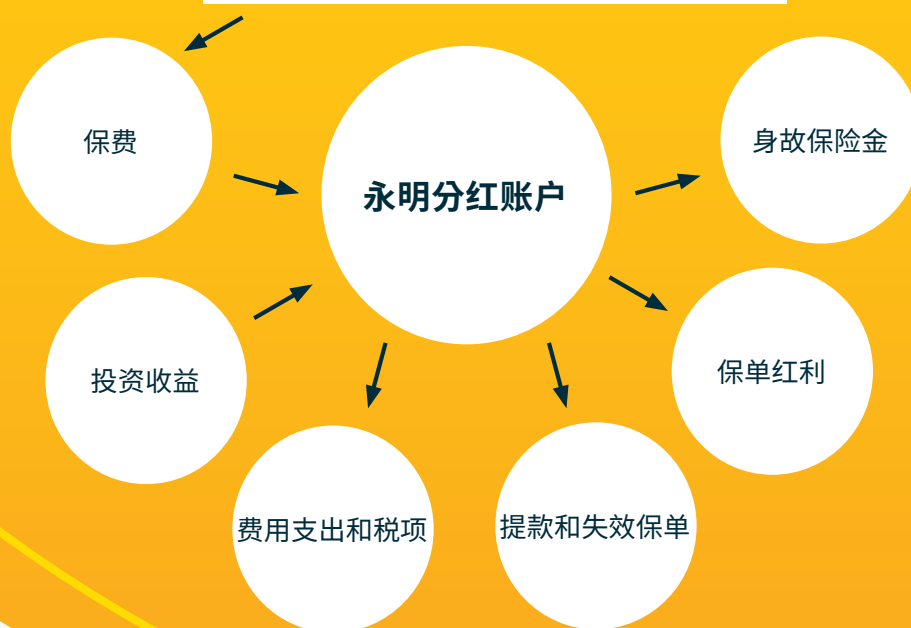 保费
永明分红账户
身故保险金
投资收益
保单红利
费用支出和税项
提款和失效保单